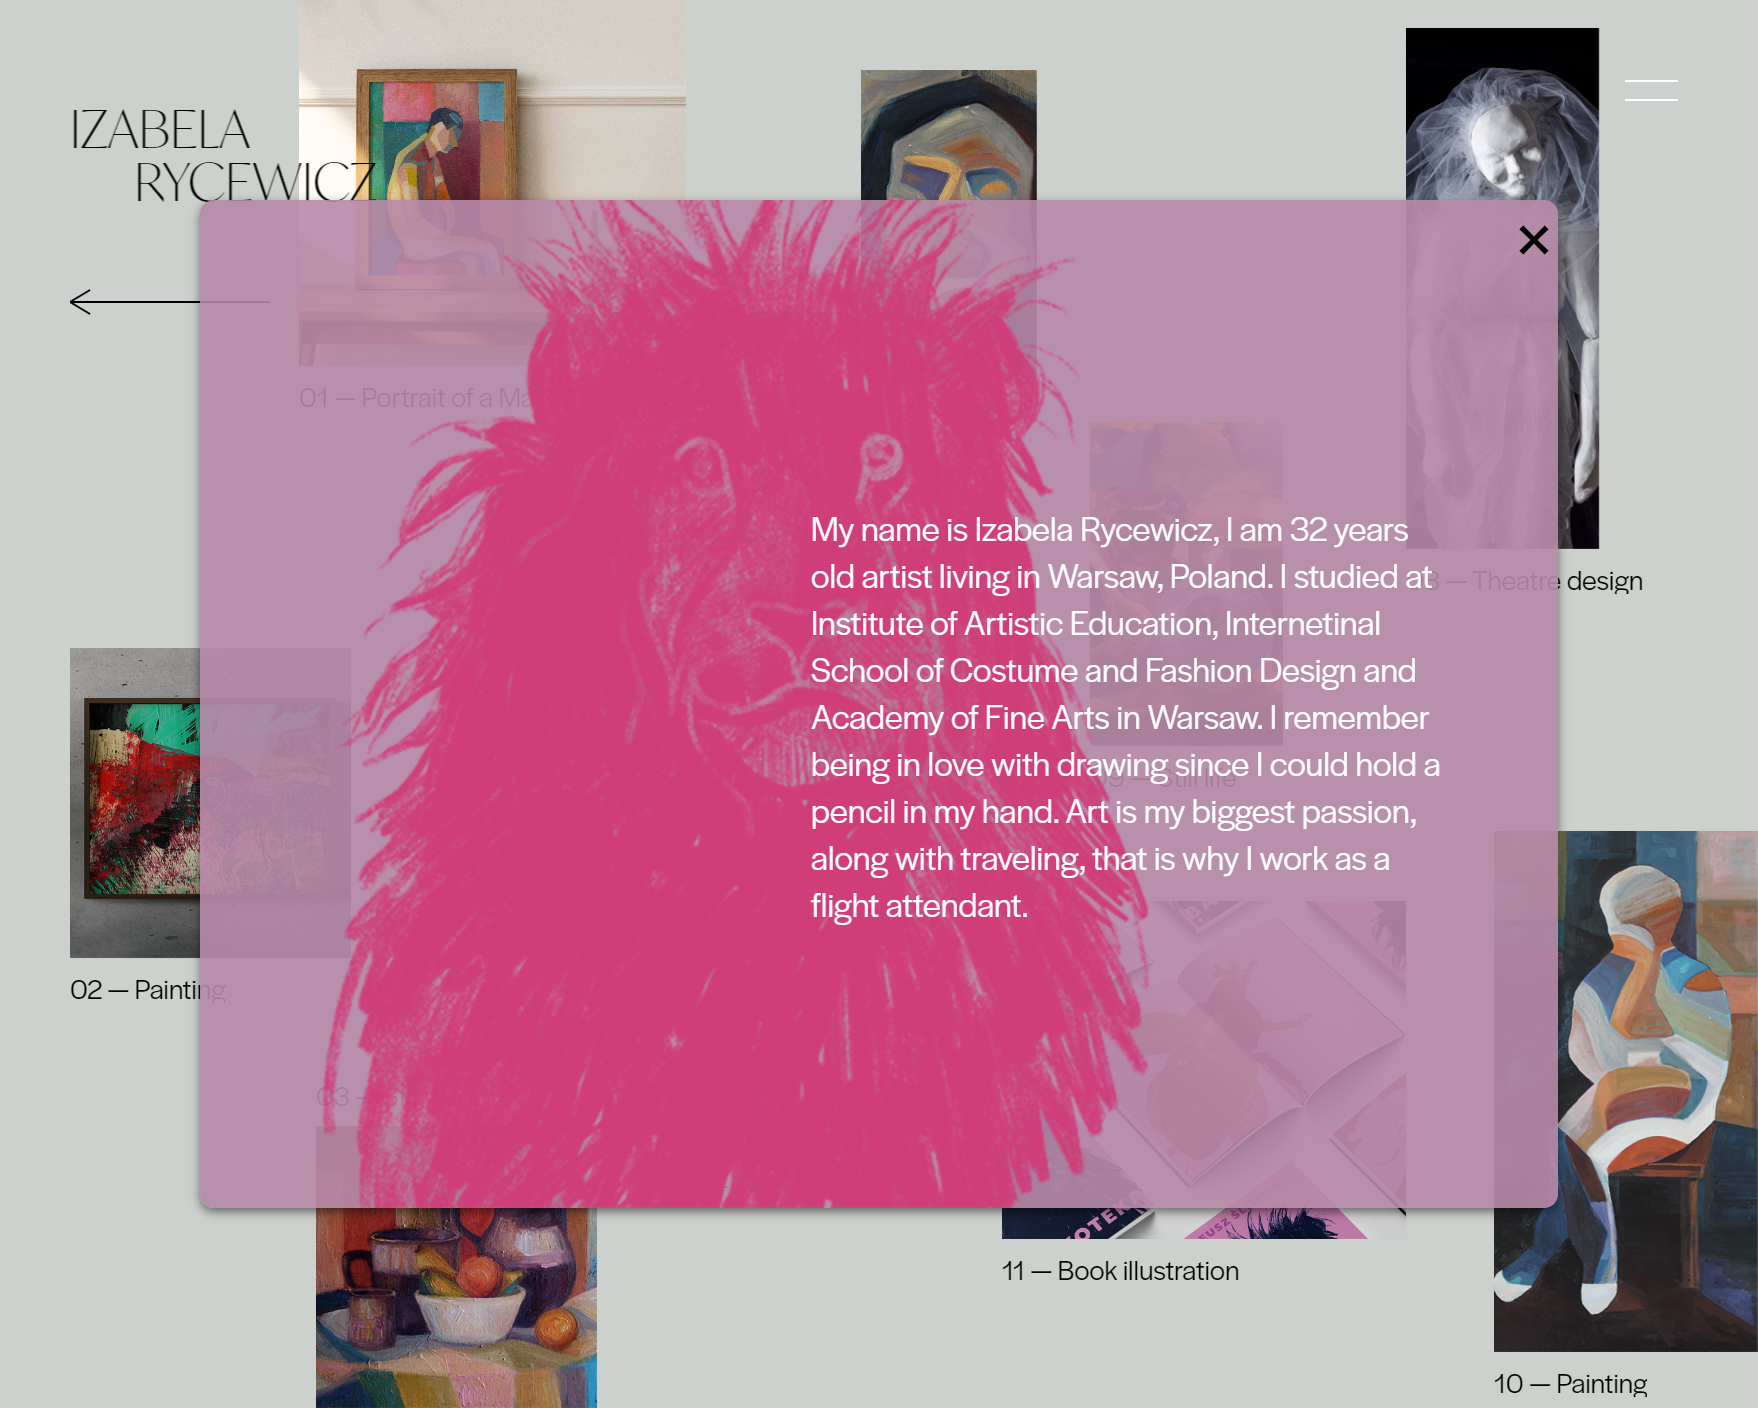 IZABELA
RYCEWICZ
01 — Portrait of a Ma
My name is Izabela Rycewicz, I am 32 years
old artist living in Warsaw, Poland. I studied at
Institute of Artistic Education, Internetinal
School of Costume and Fashion Design and
Academy of Fine Arts in Warsaw. I remember
being in love with drawing since I could hold a
pencil in my hand. Art is my biggest passion,
along with traveling, that is why I work as a
flight attendant.
— Theatre design
— Still life
02 — Painting
03 —
11 — Book illustration
10 — Painting